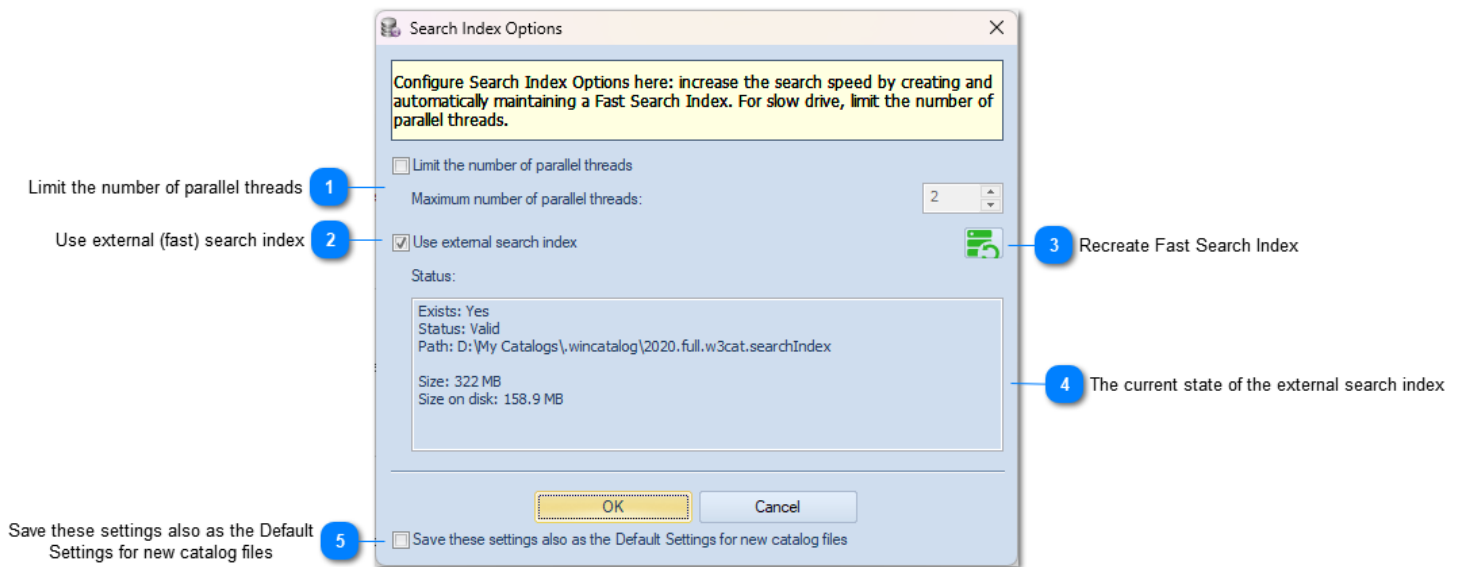 Search Index Options
Configure Search Index Options here: increase the search speed by creating and
automatically maintaining a Fast Search Index. For slow drive, limit the number of
parallel threads.
Limit the number of parallel threads
Limit the number of parallel threads 1
Maximum number of parallel threads: 2
Use external (fast) search index 2
Use external search index
3 Recreate Fast Search Index
Status:
Exists: Yes
Status: Valid
Path: D:\My Catalogs\.wincatalog\2020.full.w3cat.searchIndex
Size: 322 MB
Size on disk: 158.9 MB
4 The current state of the external search index
OK Cancel
Save these settings also as the Default
Settings for new catalog files
5
Save these settings also as the Default Settings for new catalog files